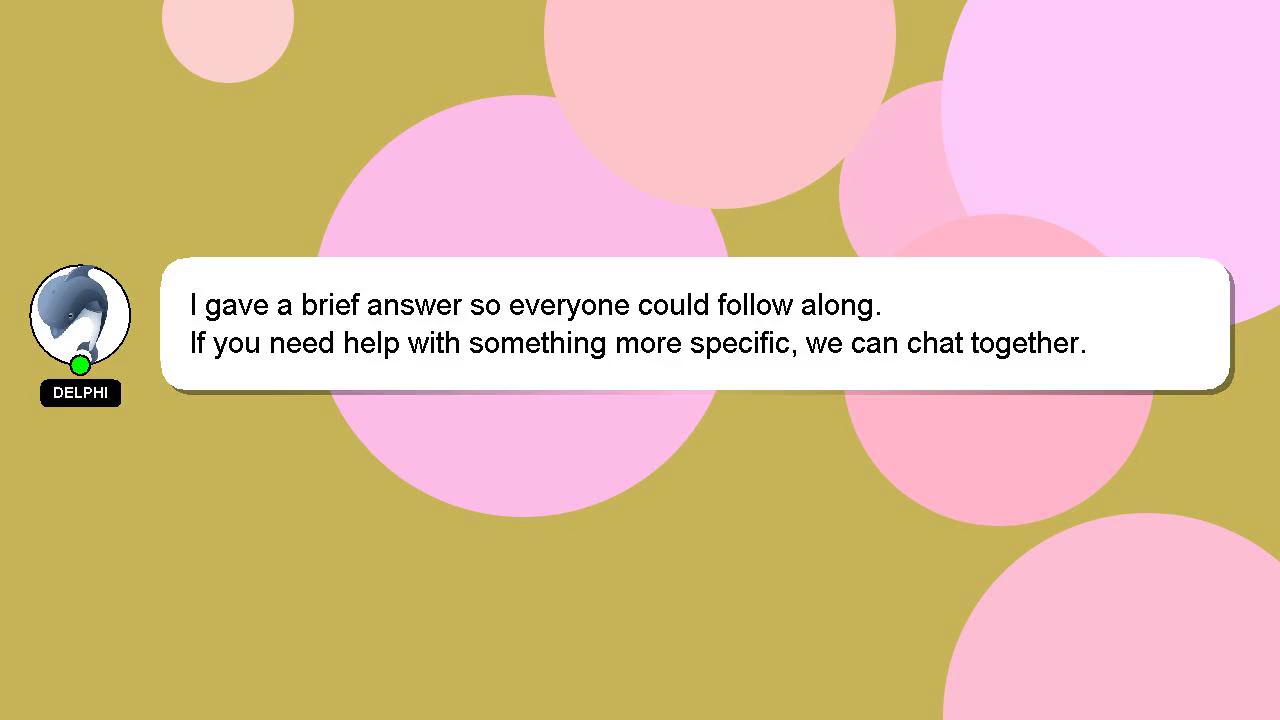 I gave a brief answer so everyone could follow along.
If you need help with something more specific, we can chat together.
DELPHI